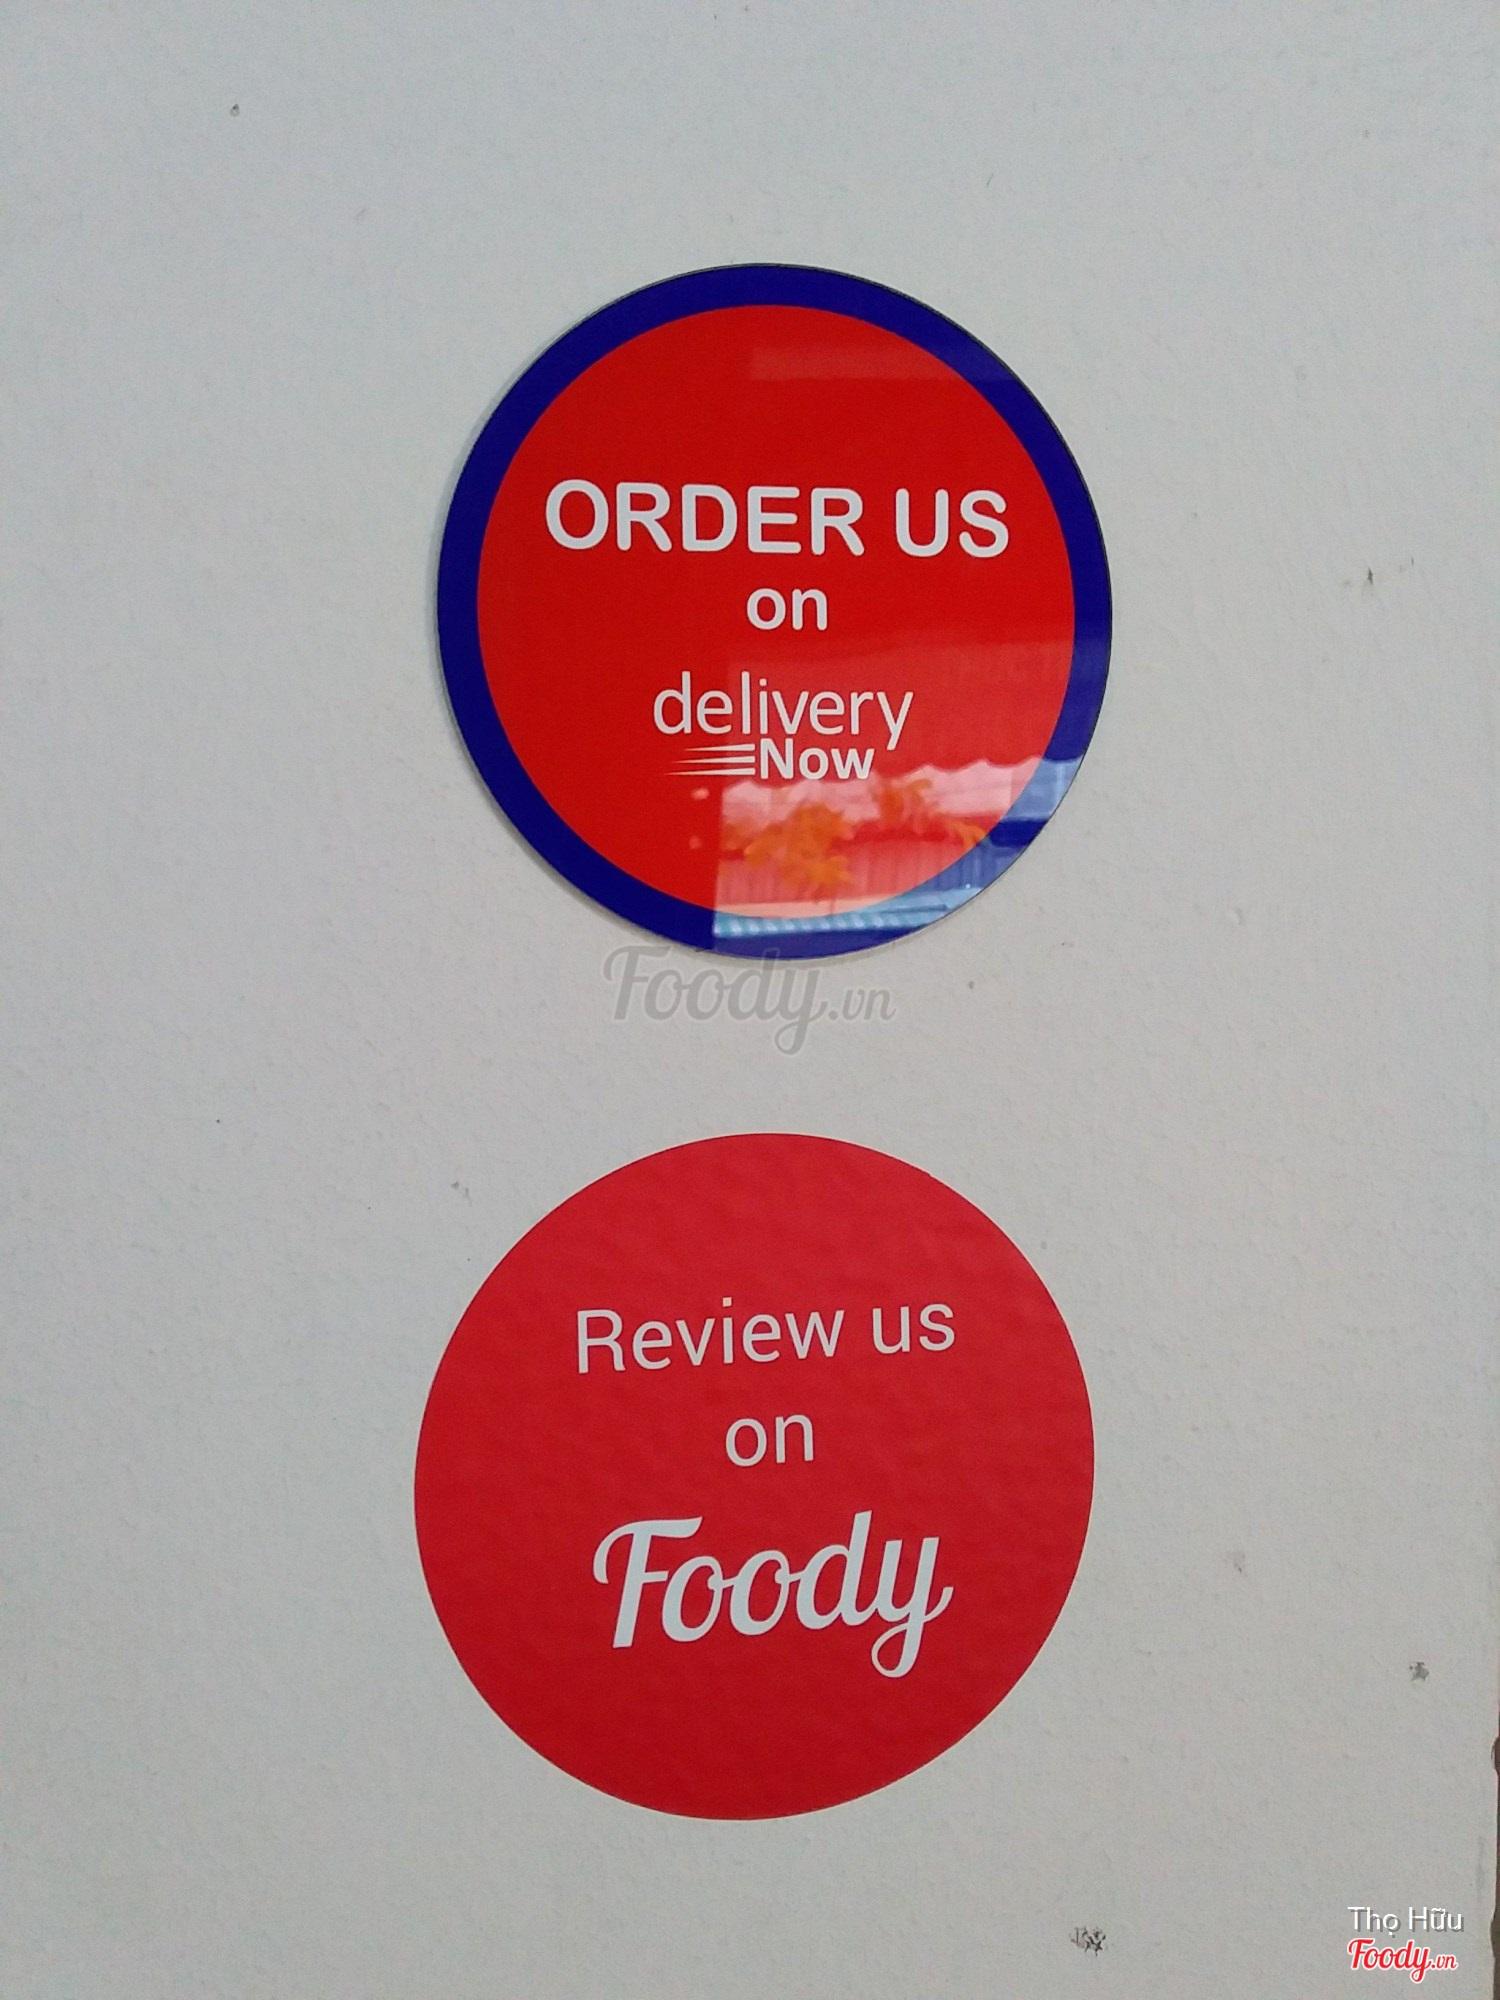 ORDER US
on
delivery
Now
Foody.vn
Review us
on
Foody
Thọ Hữu
Foody.vn